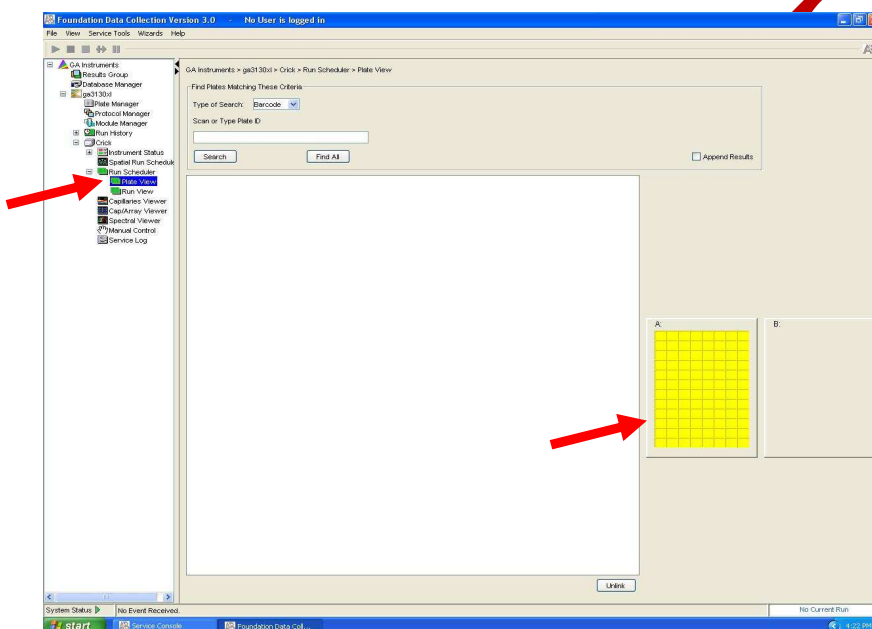 Foundation Data Collection Version 3.0 - No User is logged in
File View Service Tools Wizards Help
GA Instruments
Results Group
Database Manager
ga3130xl
Plate Manager
Protocol Manager
Module Manager
Run History
Crick
Instrument Status
Spatial Run Schedul
Run Scheduler
Plate View
Run View
Capillaries Viewer
Cap/Array Viewer
Spectral Viewer
Manual Control
Service Log
GA Instruments > ga3130xl > Crick > Run Scheduler > Plate View
Find Plates Matching These Criteria
Type of Search: Barcode
Scan or Type Plate ID
Search Find All Append Results
A: B:
Unlink
System Status No Event Received. No Current Run
start Service Console Foundation Data Coll... 4:22 PM